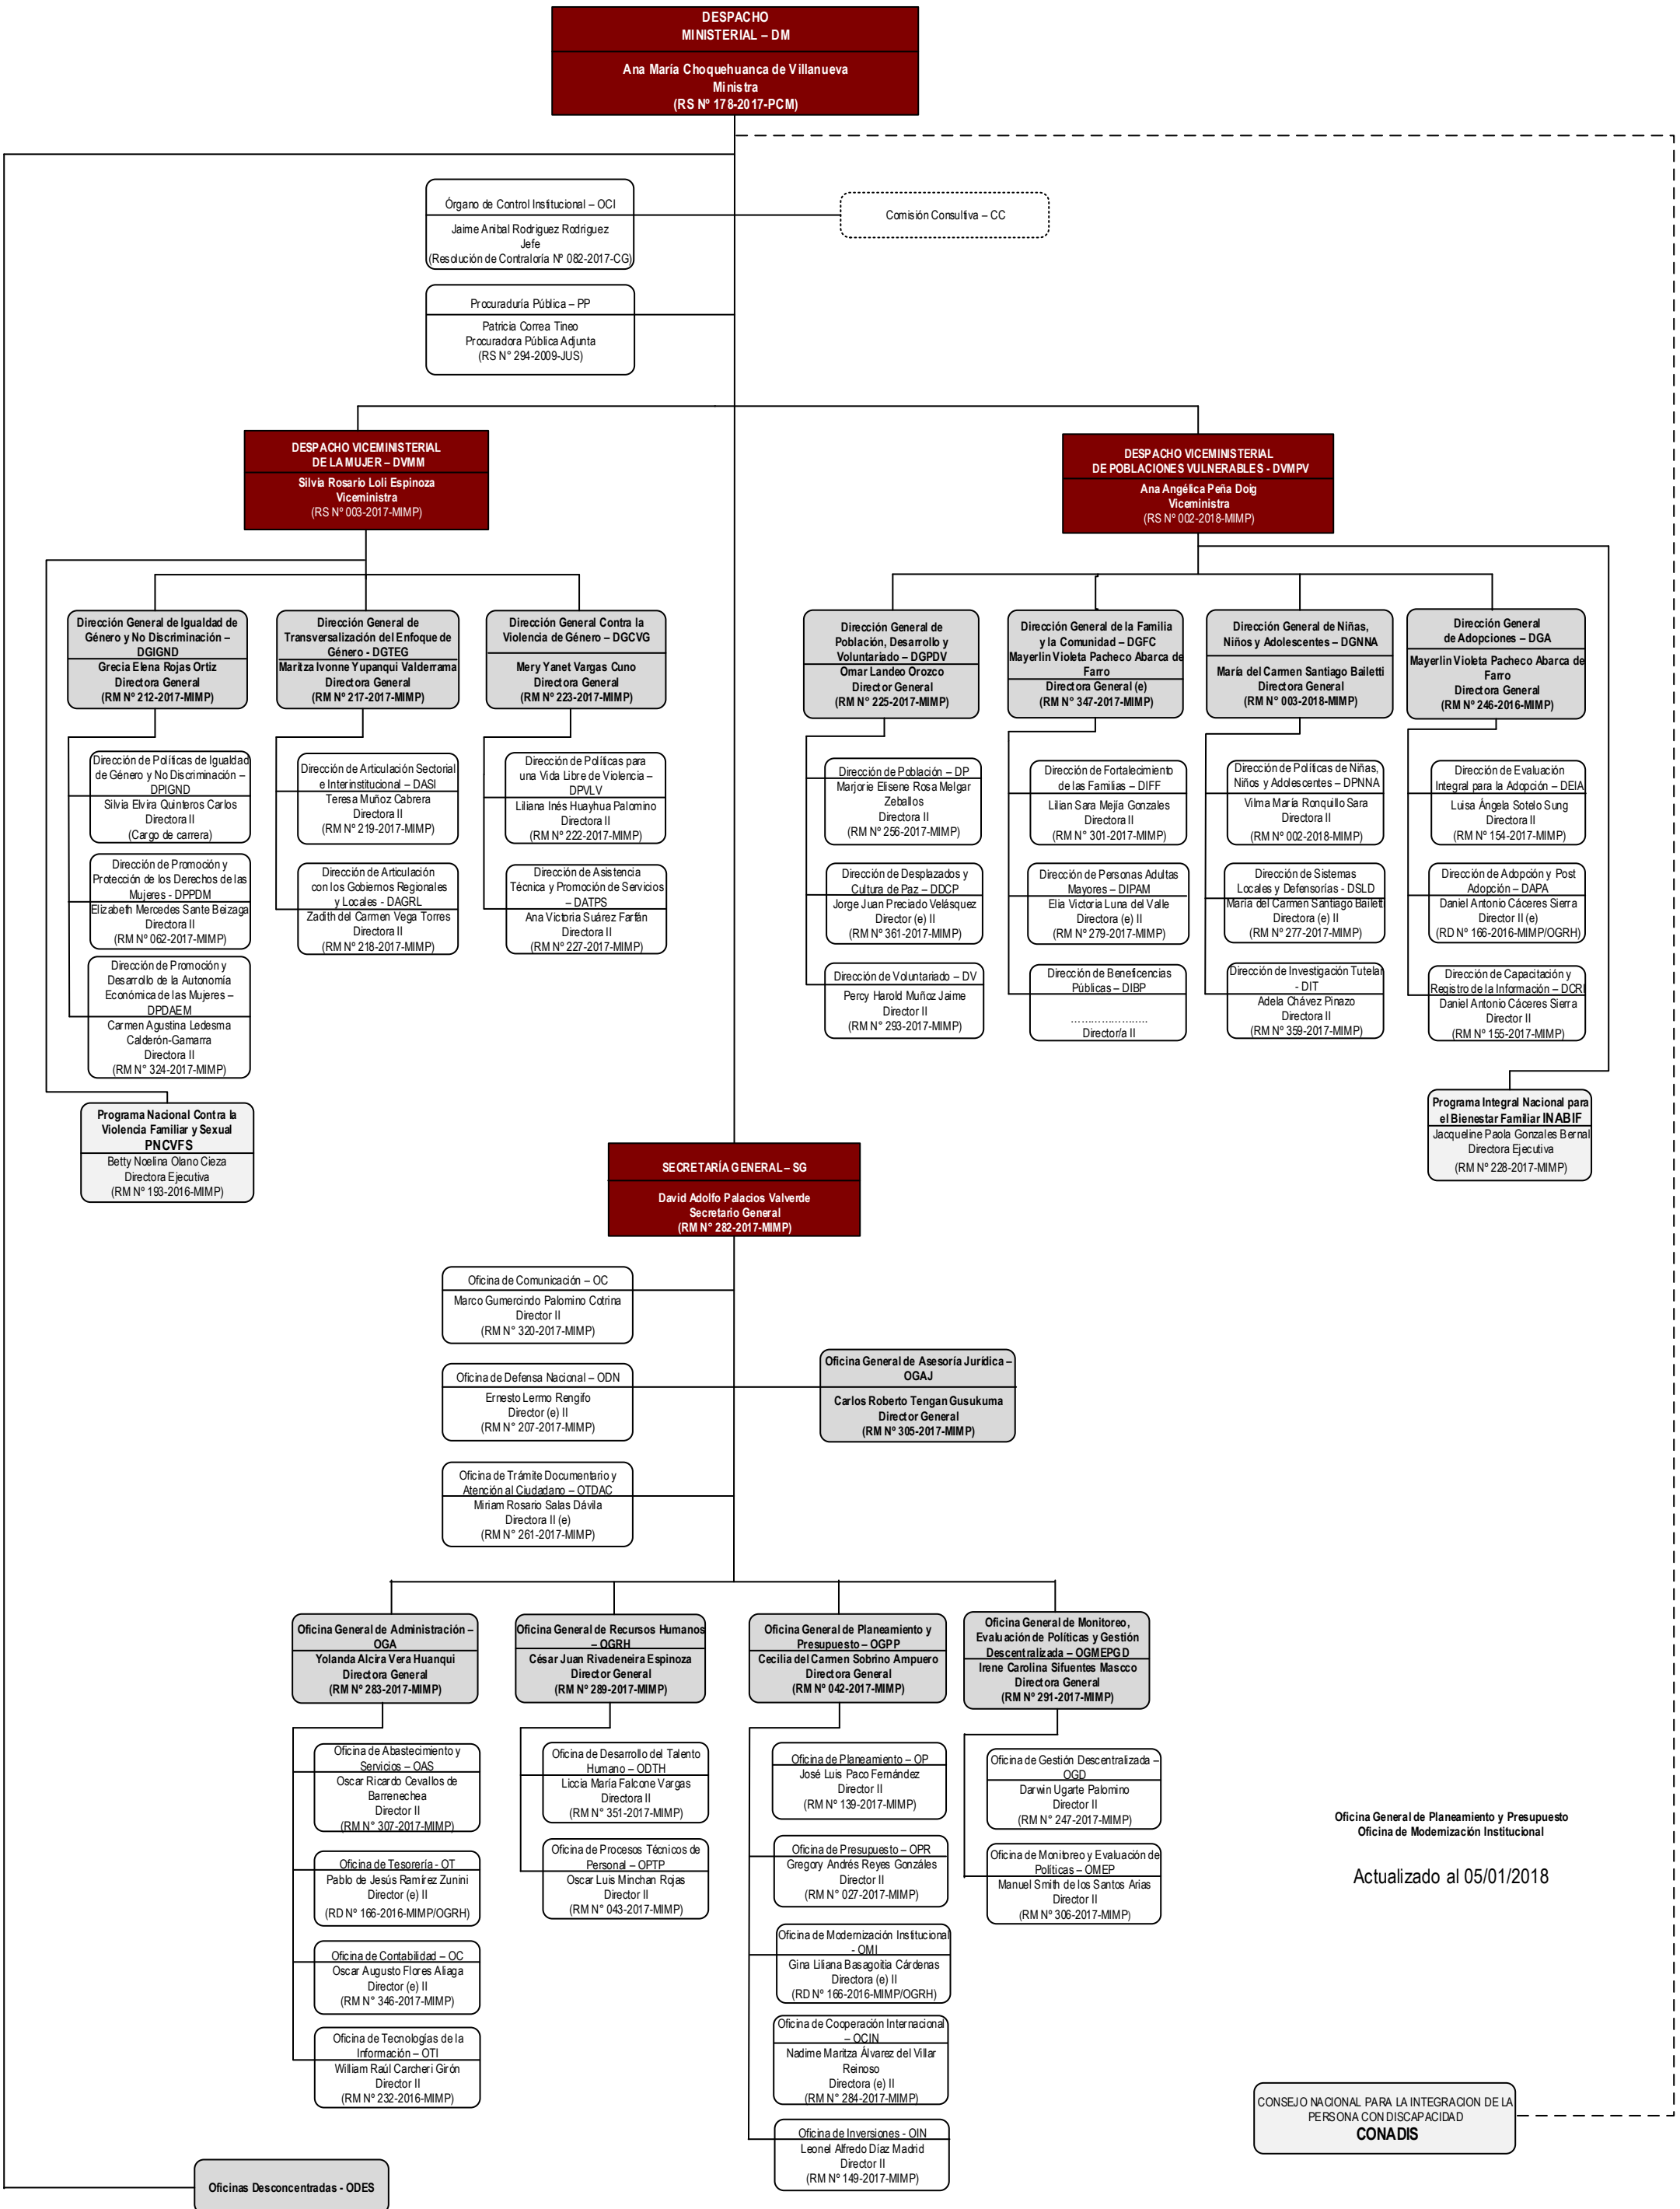 DESPACHO
MINISTERIAL – DM
Ana María Choquehuanca de Villanueva
Ministra
(RS Nº 178-2017-PCM)
Órgano de Control Institucional – OCI
Jaime Anibal Rodriguez Rodriguez
Jefe
(Resolución de Contraloría Nº 082-2017-CG)
Comisión Consultiva – CC
Procuraduría Pública – PP
Patricia Correa Tineo
Procuradora Pública Adjunta
(RS N° 294-2009-JUS)
DESPACHO VICEMINISTERIAL
DE LA MUJER – DVMM
Silvia Rosario Loli Espinoza
Viceministra
(RS Nº 003-2017-MIMP)
DESPACHO VICEMINISTERIAL
DE POBLACIONES VULNERABLES - DVMPV
Ana Angélica Peña Doig
Viceministra
(RS Nº 002-2018-MIMP)
Dirección General de Igualdad de
Género y No Discriminación –
DGIGND
Grecia Elena Rojas Ortiz
Directora General
(RM Nº 212-2017-MIMP)
Dirección General de
Transversalización del Enfoque de
Género - DGTEG
Maritza Ivonne Yupanqui Valderrama
Directora General
(RM Nº 217-2017-MIMP)
Dirección General Contra la
Violencia de Género – DGCVG
Mery Yanet Vargas Cuno
Directora General
(RM Nº 223-2017-MIMP)
Dirección General de
Población, Desarrollo y
Voluntariado – DGPDV
Omar Landeo Orozco
Director General
(RM Nº 225-2017-MIMP)
Dirección General de la Familia
y la Comunidad – DGFC
Mayerlin Violeta Pacheco Abarca de
Farro
Directora General (e)
(RM Nº 347-2017-MIMP)
Dirección General de Niñas,
Niños y Adolescentes – DGNNA
María del Carmen Santiago Bailetti
Directora General
(RM Nº 003-2018-MIMP)
Dirección General
de Adopciones – DGA
Mayerlin Violeta Pacheco Abarca de
Farro
Directora General
(RM Nº 246-2016-MIMP)
Dirección de Políticas de Igualdad
de Género y No Discriminación –
DPIGND
Silvia Elvira Quinteros Carlos
Directora II
(Cargo de carrera)
Dirección de Promoción y
Protección de los Derechos de las
Mujeres - DPPDM
Elizabeth Mercedes Sante Beizaga
Directora II
(RM Nº 062-2017-MIMP)
Dirección de Promoción y
Desarrollo de la Autonomía
Económica de las Mujeres –
DPDAEM
Carmen Agustina Ledesma
Calderón-Gamarra
Directora II
(RM N° 324-2017-MIMP)
Dirección de Articulación Sectorial
e Interinstitucional – DASI
Teresa Muñoz Cabrera
Directora II
(RM Nº 219-2017-MIMP)
Dirección de Articulación
con los Gobiernos Regionales
y Locales - DAGRL
Zadith del Carmen Vega Torres
Directora II
(RM Nº 218-2017-MIMP)
Dirección de Políticas para
una Vida Libre de Violencia –
DPVLV
Liliana Inés Huayhua Palomino
Directora II
(RM Nº 222-2017-MIMP)
Dirección de Asistencia
Técnica y Promoción de Servicios
– DATPS
Ana Victoria Suárez Farfán
Directora II
(RM Nº 227-2017-MIMP)
Dirección de Población – DP
Marjorie Elisene Rosa Melgar
Zeballos
Directora II
(RM Nº 256-2017-MIMP)
Dirección de Desplazados y
Cultura de Paz – DDCP
Jorge Juan Preciado Velásquez
Director (e) II
(RM Nº 361-2017-MIMP)
Dirección de Voluntariado – DV
Percy Harold Muñoz Jaime
Director II
(RM Nº 293-2017-MIMP)
Dirección de Fortalecimiento
de las Familias – DIFF
Lilian Sara Mejía Gonzales
Directora II
(RM N° 301-2017-MIMP)
Dirección de Personas Adultas
Mayores – DIPAM
Elia Victoria Luna del Valle
Directora (e) II
(RM N° 279-2017-MIMP)
Dirección de Beneficencias
Públicas – DIBP
........................
Director/a II
Dirección de Políticas de Niñas,
Niños y Adolescentes – DPNNA
Vilma María Ronquillo Sara
Directora II
(RM Nº 002-2018-MIMP)
Dirección de Sistemas
Locales y Defensorías - DSLD
María del Carmen Santiago Bailetti
Directora (e) II
(RM Nº 277-2017-MIMP)
Dirección de Investigación Tutelar
- DIT
Adela Chávez Pinazo
Directora II
(RM Nº 359-2017-MIMP)
Dirección de Evaluación
Integral para la Adopción – DEIA
Luisa Ángela Sotelo Sung
Directora II
(RM Nº 154-2017-MIMP)
Dirección de Adopción y Post
Adopción – DAPA
Daniel Antonio Cáceres Sierra
Director II (e)
(RD Nº 166-2016-MIMP/OGRH)
Dirección de Capacitación y
Registro de la Información – DCRI
Daniel Antonio Cáceres Sierra
Director II
(RM Nº 155-2017-MIMP)
Programa Nacional Contra la
Violencia Familiar y Sexual
PNCVFS
Betty Noelina Olano Cieza
Directora Ejecutiva
(RM Nº 193-2016-MIMP)
Programa Integral Nacional para
el Bienestar Familiar INABIF
Jacqueline Paola Gonzales Bernal
Directora Ejecutiva
(RM Nº 228-2017-MIMP)
SECRETARÍA GENERAL – SG
David Adolfo Palacios Valverde
Secretario General
(RM N° 282-2017-MIMP)
Oficina de Comunicación – OC
Marco Gumercindo Palomino Cotrina
Director II
(RM N° 320-2017-MIMP)
Oficina de Defensa Nacional – ODN
Ernesto Lermo Rengifo
Director (e) II
(RM N° 207-2017-MIMP)
Oficina General de Asesoría Jurídica –
OGAJ
Carlos Roberto Tengan Gusukuma
Director General
(RM Nº 305-2017-MIMP)
Oficina de Trámite Documentario y
Atención al Ciudadano – OTDAC
Miriam Rosario Salas Dávila
Directora II (e)
(RM N° 261-2017-MIMP)
Oficina General de Administración –
OGA
Yolanda Alcira Vera Huanqui
Directora General
(RM Nº 283-2017-MIMP)
Oficina General de Recursos Humanos
– OGRH
César Juan Rivadeneira Espinoza
Director General
(RM Nº 289-2017-MIMP)
Oficina General de Planeamiento y
Presupuesto – OGPP
Cecilia del Carmen Sobrino Ampuero
Directora General
(RM Nº 042-2017-MIMP)
Oficina General de Monitoreo,
Evaluación de Políticas y Gestión
Descentralizada – OGMEPGD
Irene Carolina Sifuentes Mascco
Directora General
(RM Nº 291-2017-MIMP)
Oficina de Abastecimiento y
Servicios – OAS
Oscar Ricardo Cevallos de
Barrenechea
Director II
(RM N° 307-2017-MIMP)
Oficina de Tesorería - OT
Pablo de Jesús Ramírez Zunini
Director (e) II
(RD Nº 166-2016-MIMP/OGRH)
Oficina de Contabilidad – OC
Oscar Augusto Flores Aliaga
Director (e) II
(RM N° 346-2017-MIMP)
Oficina de Tecnologías de la
Información – OTI
William Raúl Carcheri Girón
Director II
(RM Nº 232-2016-MIMP)
Oficina de Desarrollo del Talento
Humano – ODTH
Liccia María Falcone Vargas
Directora II
(RM N° 351-2017-MIMP)
Oficina de Procesos Técnicos de
Personal – OPTP
Oscar Luis Minchan Rojas
Director II
(RM Nº 043-2017-MIMP)
Oficina de Planeamiento – OP
José Luis Paco Fernández
Director II
(RM Nº 139-2017-MIMP)
Oficina de Presupuesto – OPR
Gregory Andrés Reyes Gonzáles
Director II
(RM Nº 027-2017-MIMP)
Oficina de Modernización Institucional
- OMI
Gina Liliana Basagoitia Cárdenas
Directora (e) II
(RD Nº 166-2016-MIMP/OGRH)
Oficina de Cooperación Internacional
– OCIN
Nadime Maritza Álvarez del Villar
Reinoso
Directora (e) II
(RM Nº 284-2017-MIMP)
Oficina de Inversiones - OIN
Leonel Alfredo Díaz Madrid
Director II
(RM Nº 149-2017-MIMP)
Oficina de Gestión Descentralizada –
OGD
Darwin Ugarte Palomino
Director II
(RM Nº 247-2017-MIMP)
Oficina de Monitoreo y Evaluación de
Políticas – OMEP
Manuel Smith de los Santos Arias
Director II
(RM Nº 306-2017-MIMP)
Oficina General de Planeamiento y Presupuesto
Oficina de Modernización Institucional
Actualizado al 05/01/2018
CONSEJO NACIONAL PARA LA INTEGRACION DE LA
PERSONA CON DISCAPACIDAD
CONADIS
Oficinas Desconcentradas - ODES